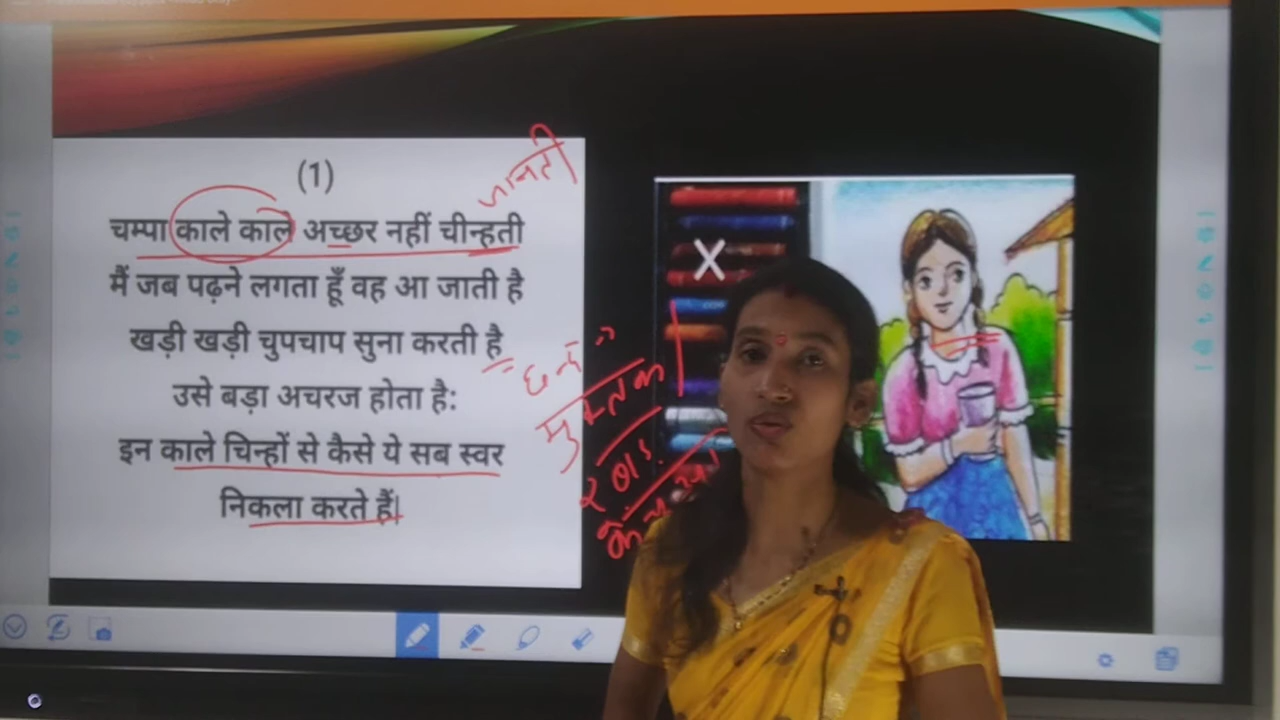 (1)
चम्पा काले काले अच्छर नहीं चीन्हती
मैं जब पढ़ने लगता हूँ वह आ जाती है
खड़ी खड़ी चुपचाप सुना करती है
उसे बड़ा अचरज होता है:
इन काले चिन्हों से कैसे ये सब स्वर
निकला करते हैं|
जानती
X